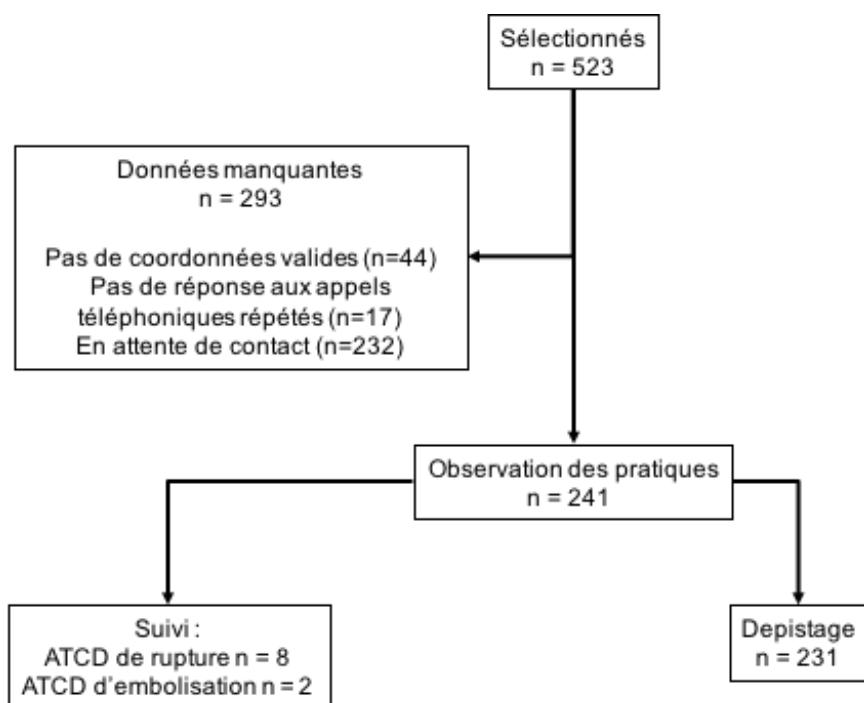 Sélectionnés
n = 523
Données manquantes
n = 293
Pas de coordonnées valides (n=44)
Pas de réponse aux appels
téléphoniques répétés (n=17)
En attente de contact (n=232)
Observation des pratiques
n = 241
Suivi :
ATCD de rupture n = 8
ATCD d'embolisation n = 2
Depistage
n = 231